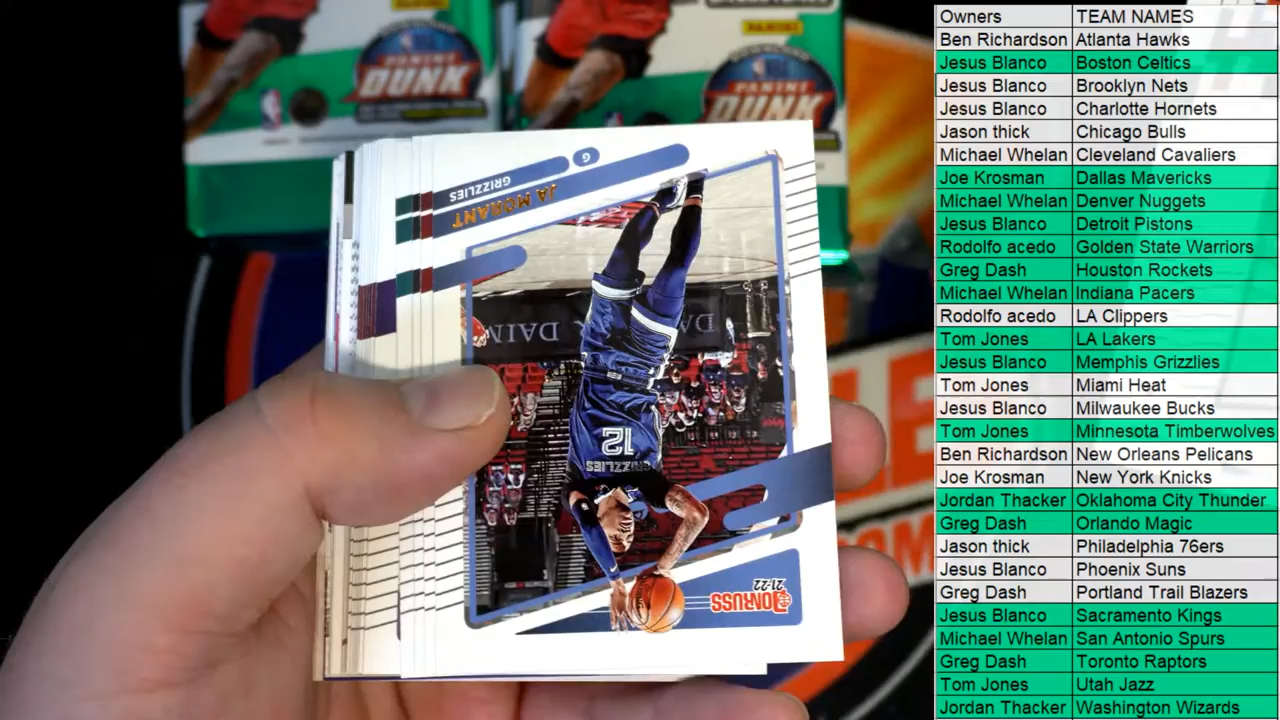 PANINI
PANINI
PANINI
DUNK
PANINI
DUNK
G
GRIZZLIES
JA MORANT
DAIM
DAI
12
GRIZZLIES
21-22
DONRUSS
Owners TEAM NAMES
Ben Richardson Atlanta Hawks
Jesus Blanco Boston Celtics
Jesus Blanco Brooklyn Nets
Jesus Blanco Charlotte Hornets
Jason thick Chicago Bulls
Michael Whelan Cleveland Cavaliers
Joe Krosman Dallas Mavericks
Michael Whelan Denver Nuggets
Jesus Blanco Detroit Pistons
Rodolfo acedo Golden State Warriors
Greg Dash Houston Rockets
Michael Whelan Indiana Pacers
Rodolfo acedo LA Clippers
Tom Jones LA Lakers
Jesus Blanco Memphis Grizzlies
Tom Jones Miami Heat
Jesus Blanco Milwaukee Bucks
Tom Jones Minnesota Timberwolves
Ben Richardson New Orleans Pelicans
Joe Krosman New York Knicks
Jordan Thacker Oklahoma City Thunder
Greg Dash Orlando Magic
Jason thick Philadelphia 76ers
Jesus Blanco Phoenix Suns
Greg Dash Portland Trail Blazers
Jesus Blanco Sacramento Kings
Michael Whelan San Antonio Spurs
Greg Dash Toronto Raptors
Tom Jones Utah Jazz
Jordan Thacker Washington Wizards